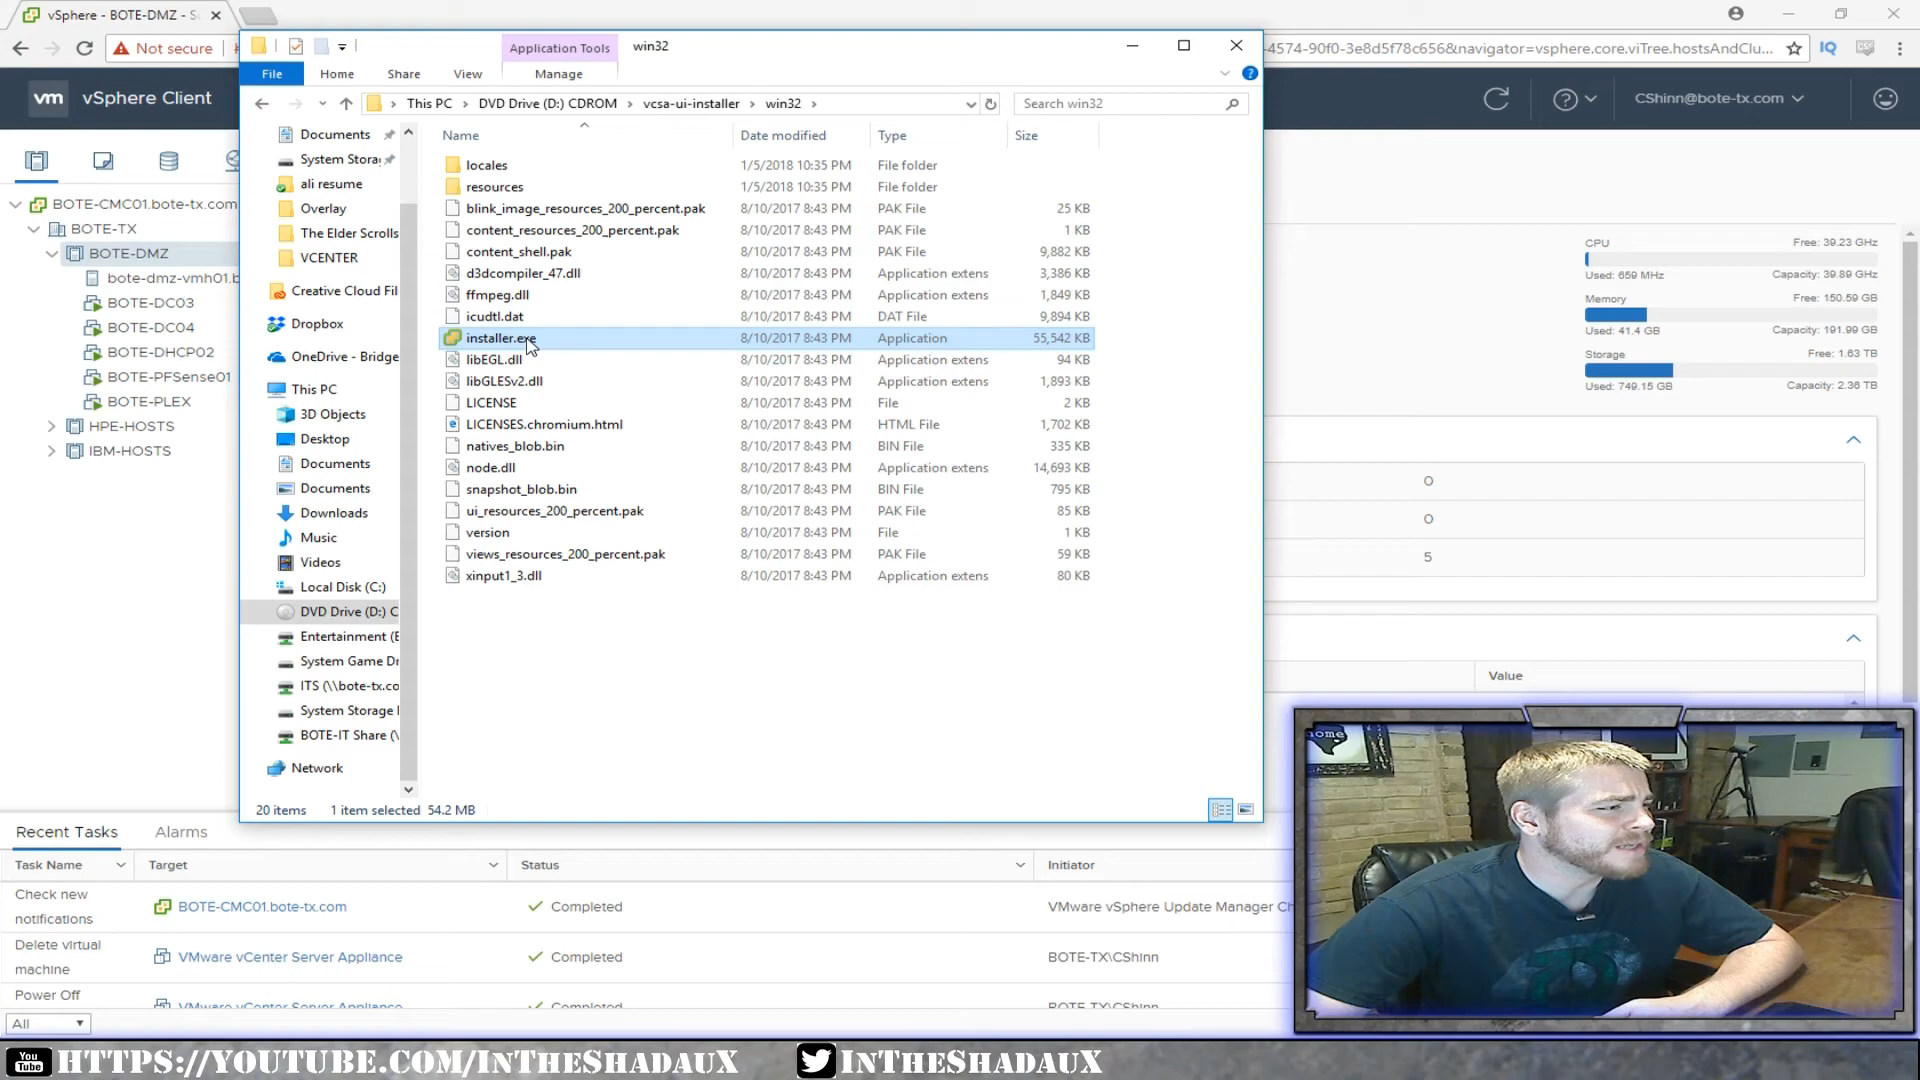 vSphere - BOTE-DMZ - S
Not secure
-4574-90f0-3e8d5f78c656&navigator=vsphere.core.viTree.hostsAndClu...
IQ
vm vSphere Client
CShinn@bote-tx.com
BOTE-CMC01.bote-tx.com
BOTE-TX
BOTE-DMZ
bote-dmz-vmh01.b
BOTE-DC03
BOTE-DC04
BOTE-DHCP02
BOTE-PFSense01
BOTE-PLEX
HPE-HOSTS
IBM-HOSTS
Application Tools
win32
File Home Share View Manage
This PC DVD Drive (D:) CDROM vcsa-ui-installer win32
Search win32
Documents
System Stora
ali resume
Overlay
The Elder Scrolls
VCENTER
Creative Cloud Fil
Dropbox
OneDrive - Bridge
This PC
3D Objects
Desktop
Documents
Documents
Downloads
Music
Videos
Local Disk (C:)
DVD Drive (D:) C
Entertainment (E
System Game Dr
ITS (\\bote-tx.co
System Storage
BOTE-IT Share (\
Network
Name Date modified Type Size
locales 1/5/2018 10:35 PM File folder
resources 1/5/2018 10:35 PM File folder
blink_image_resources_200_percent.pak 8/10/2017 8:43 PM PAK File 25 KB
content_resources_200_percent.pak 8/10/2017 8:43 PM PAK File 1 KB
content_shell.pak 8/10/2017 8:43 PM PAK File 9,882 KB
d3dcompiler_47.dll 8/10/2017 8:43 PM Application extens 3,386 KB
ffmpeg.dll 8/10/2017 8:43 PM Application extens 1,849 KB
icudtl.dat 8/10/2017 8:43 PM DAT File 9,894 KB
installer.exe 8/10/2017 8:43 PM Application 55,542 KB
libEGL.dll 8/10/2017 8:43 PM Application extens 94 KB
libGLESv2.dll 8/10/2017 8:43 PM Application extens 1,893 KB
LICENSE 8/10/2017 8:43 PM File 2 KB
LICENSES.chromium.html 8/10/2017 8:43 PM HTML File 1,702 KB
natives_blob.bin 8/10/2017 8:43 PM BIN File 335 KB
node.dll 8/10/2017 8:43 PM Application extens 14,693 KB
snapshot_blob.bin 8/10/2017 8:43 PM BIN File 795 KB
ui_resources_200_percent.pak 8/10/2017 8:43 PM PAK File 85 KB
version 8/10/2017 8:43 PM File 1 KB
views_resources_200_percent.pak 8/10/2017 8:43 PM PAK File 59 KB
xinput1_3.dll 8/10/2017 8:43 PM Application extens 80 KB
20 items 1 item selected 54.2 MB
CPU Free: 39.23 GHz
Used: 659 MHz Capacity: 39.89 GHz
Memory Free: 150.59 GB
Used: 41.4 GB Capacity: 191.99 GB
Storage Free: 1.63 TB
Used: 749.15 GB Capacity: 2.36 TB
0
0
5
Value
Recent Tasks Alarms
Task Name Target Status Initiator
Check new notifications BOTE-CMC01.bote-tx.com Completed VMware vSphere Update Manager Ch
Delete virtual machine VMware vCenter Server Appliance Completed BOTE-TX\CShinn
Power Off VMware vCenter Server Appliance Completed BOTE-TX\CShinn
All
home
You Tube HTTPS://YOUTUBE.COM/INTHESHADAUX INTHESHADAUX